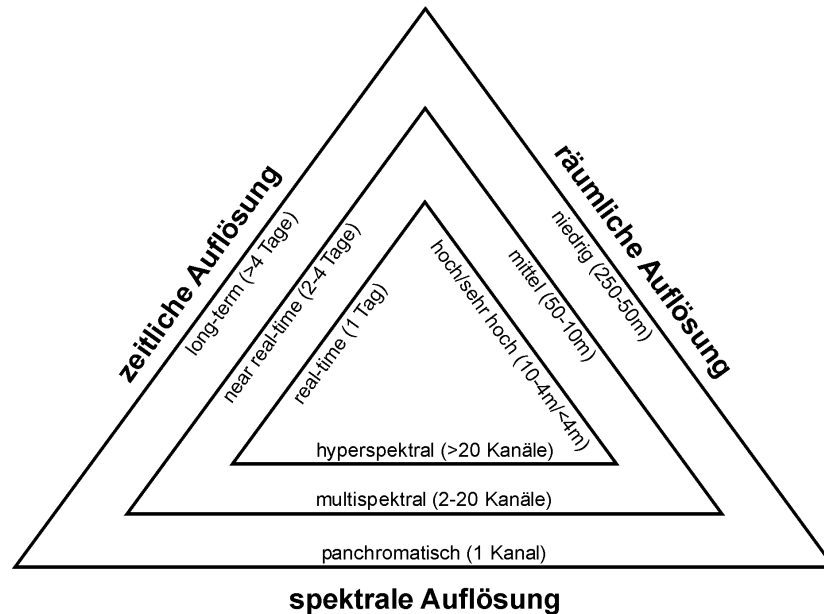 zeitliche Auflösung
long-term (>4 Tage)
near real-time (2-4 Tage)
real-time (1 Tag)
räumliche Auflösung
niedrig (250-50m)
mittel (50-10m)
hoch/sehr hoch (10-4m/<4m)
hyperspektral (>20 Kanäle)
multispektral (2-20 Kanäle)
panchromatisch (1 Kanal)
spektrale Auflösung